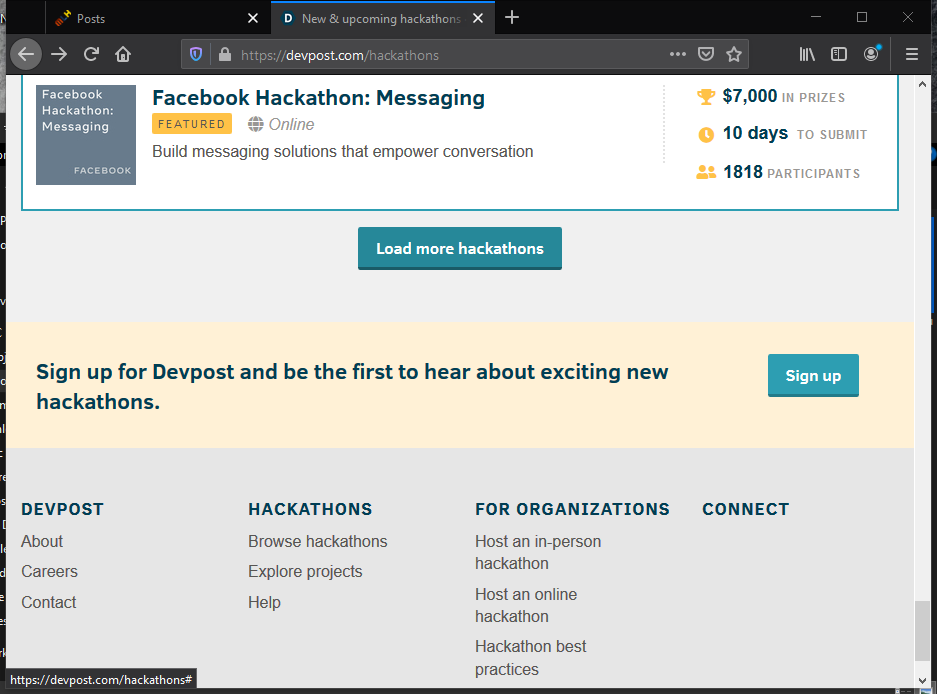 Posts
New & upcoming hackathons
https://devpost.com/hackathons
Facebook
Hackathon:
Messaging
FACEBOOK
Facebook Hackathon: Messaging
FEATURED
Online
Build messaging solutions that empower conversation
$7,000 IN PRIZES
10 days TO SUBMIT
1818 PARTICIPANTS
Load more hackathons
Sign up for Devpost and be the first to hear about exciting new
hackathons.
Sign up
DEVPOST
About
Careers
Contact
HACKATHONS
Browse hackathons
Explore projects
Help
FOR ORGANIZATIONS
Host an in-person
hackathon
Host an online
hackathon
Hackathon best
practices
CONNECT
https://devpost.com/hackathons#